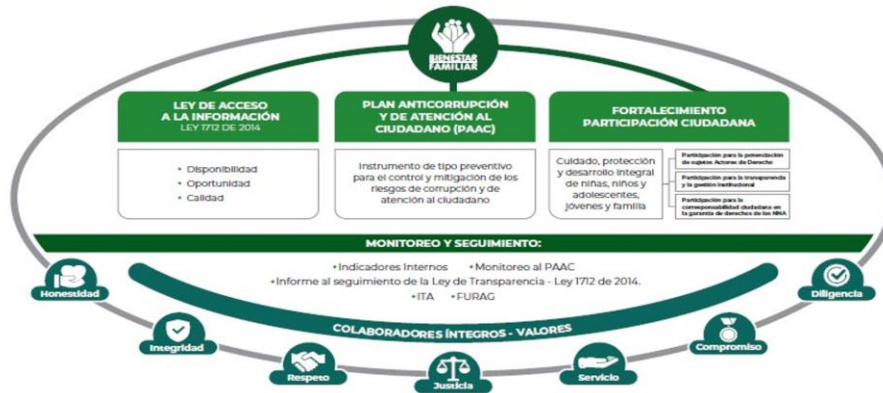 BIENESTAR
FAMILIAR
LEY DE ACCESO
A LA INFORMACIÓN
LEY 1712 DE 2014
• Disponibilidad
• Oportunidad
• Calidad
PLAN ANTICORRUPCIÓN
Y DE ATENCIÓN AL
CIUDADANO (PAAC)
Instrumento de tipo preventivo
para el control y mitigación de los
riesgos de corrupción y de
atención al ciudadano
FORTALECIMIENTO
PARTICIPACIÓN CIUDADANA
Cuidado, protección
y desarrollo integral
de niñas, niños y
adolescentes,
jóvenes y familia
Participación para la potenciación
de sujetos Actores de Derecho
Participación para la transparencia
y la gestión institucional
Participación para la
corresponsabilidad ciudadana en
la garantía de derechos de los NNA
MONITOREO Y SEGUIMIENTO:
•Indicadores Internos •Monitoreo al PAAC
•Informe al seguimiento de la Ley de Transparencia - Ley 1712 de 2014.
•ITA •FURAG
COLABORADORES ÍNTEGROS - VALORES
Honestidad
Integridad
Respeto
Justicia
Servicio
Compromiso
Diligencia